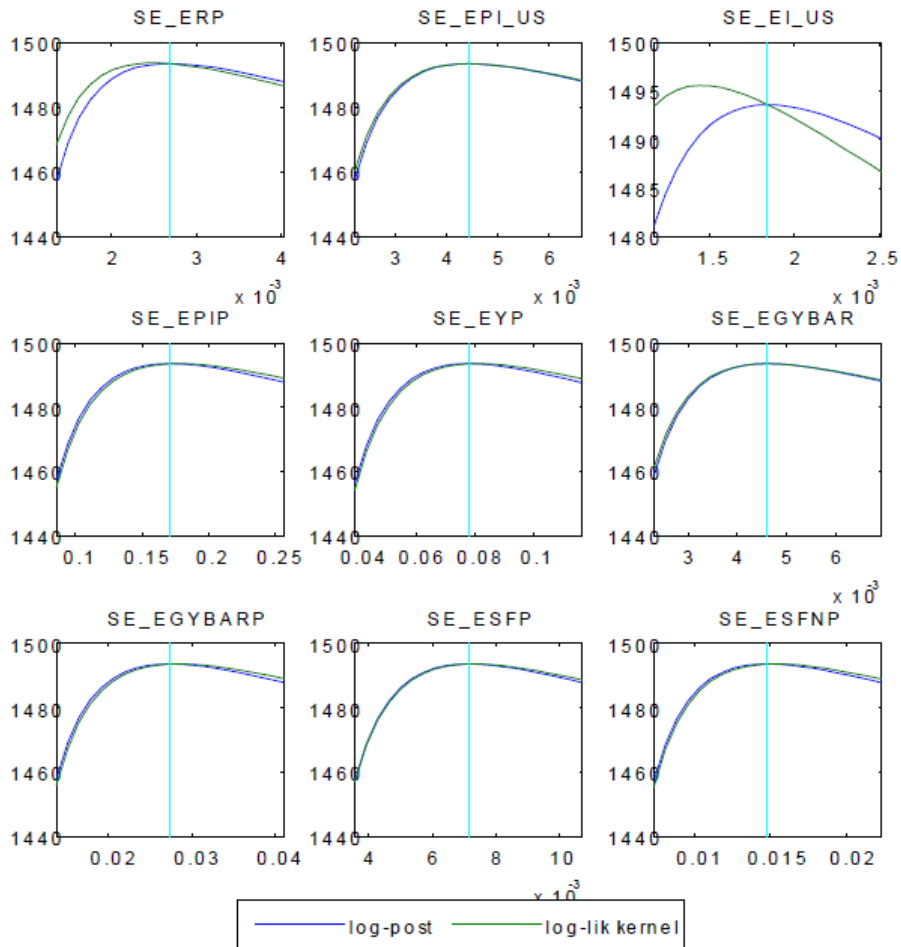 SE_ERP SE_EPI_US SE_EI_US
1500 1500 1500
1495
1480 1480
1490
1460 1460
1485
1440 1440 1480
2 3 4 3 4 5 6 1.5 2 2.5
x 10-3 x 10-3 x 10-3
SE_EPIP SE_EYP SE_EGYBAR
1500 1500 1500
1480 1480 1480
1460 1460 1460
1440 1440 1440
0.1 0.15 0.2 0.25 0.04 0.06 0.08 0.1 3 4 5 6
x 10-3
SE_EGYBARP SE_ESFP SE_ESFNP
1500 1500 1500
1480 1480 1480
1460 1460 1460
1440 1440 1440
0.02 0.03 0.04 4 6 8 10 0.01 0.015 0.02
x 10-3
log-post log-lik kernel